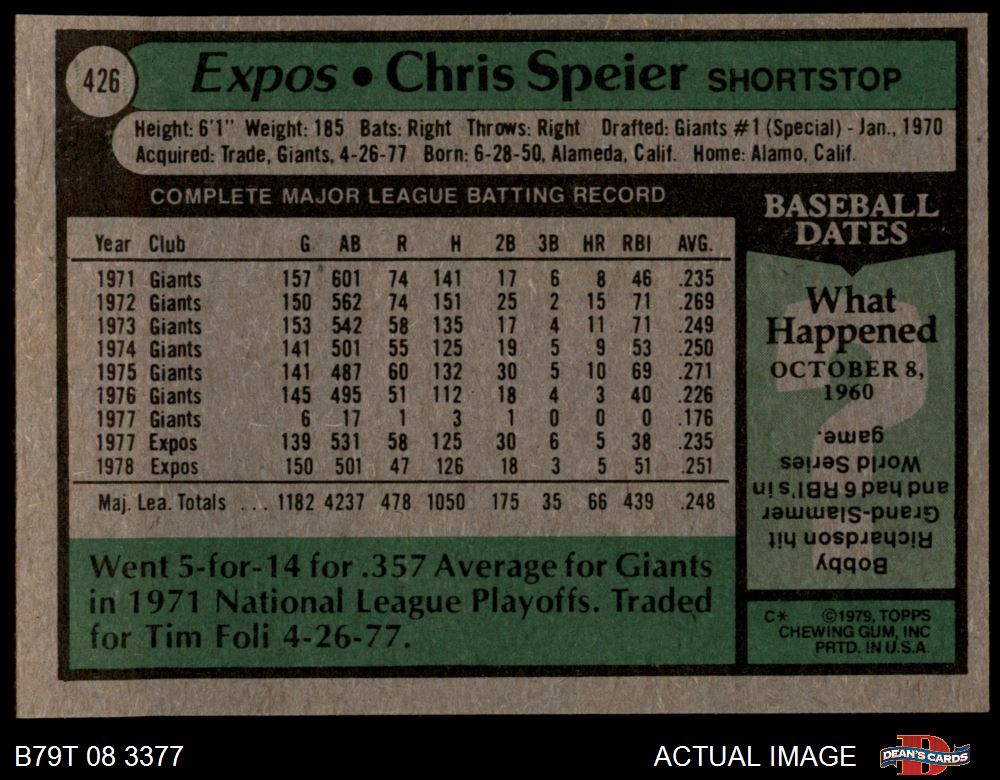 426
Expos • Chris Speier SHORTSTOP
Height: 6'1" Weight: 185 Bats: Right Throws: Right Drafted: Giants #1 (Special) - Jan., 1970
Acquired: Trade, Giants, 4-26-77 Born: 6-28-50, Alameda, Calif. Home: Alamo, Calif.
COMPLETE MAJOR LEAGUE BATTING RECORD
Year Club G AB R H 2B 3B HR RBI AVG.
1971 Giants 157 601 74 141 17 6 8 46 .235
1972 Giants 150 562 74 151 25 2 15 71 .269
1973 Giants 153 542 58 135 17 4 11 71 .249
1974 Giants 141 501 55 125 19 5 9 53 .250
1975 Giants 141 487 60 132 30 5 10 69 .271
1976 Giants 145 495 51 112 18 4 3 40 .226
1977 Giants 6 17 1 3 1 0 0 0 .176
1977 Expos 139 531 58 125 30 6 5 38 .235
1978 Expos 150 501 47 126 18 3 5 51 .251
Maj. Lea. Totals ... 1182 4237 478 1050 175 35 66 439 .248
Went 5-for-14 for .357 Average for Giants
in 1971 National League Playoffs. Traded
for Tim Foli 4-26-77.
BASEBALL
DATES
What
Happened
OCTOBER 8,
1960
Bobby
Richardson hit
Grand-Slammer
and had 6 RBI's in
World Series
game.
C* ©1979, TOPPS
CHEWING GUM, INC
PRTD. IN U.S.A.
B79T 08 3377
ACTUAL IMAGE
DEAN'S CARDS